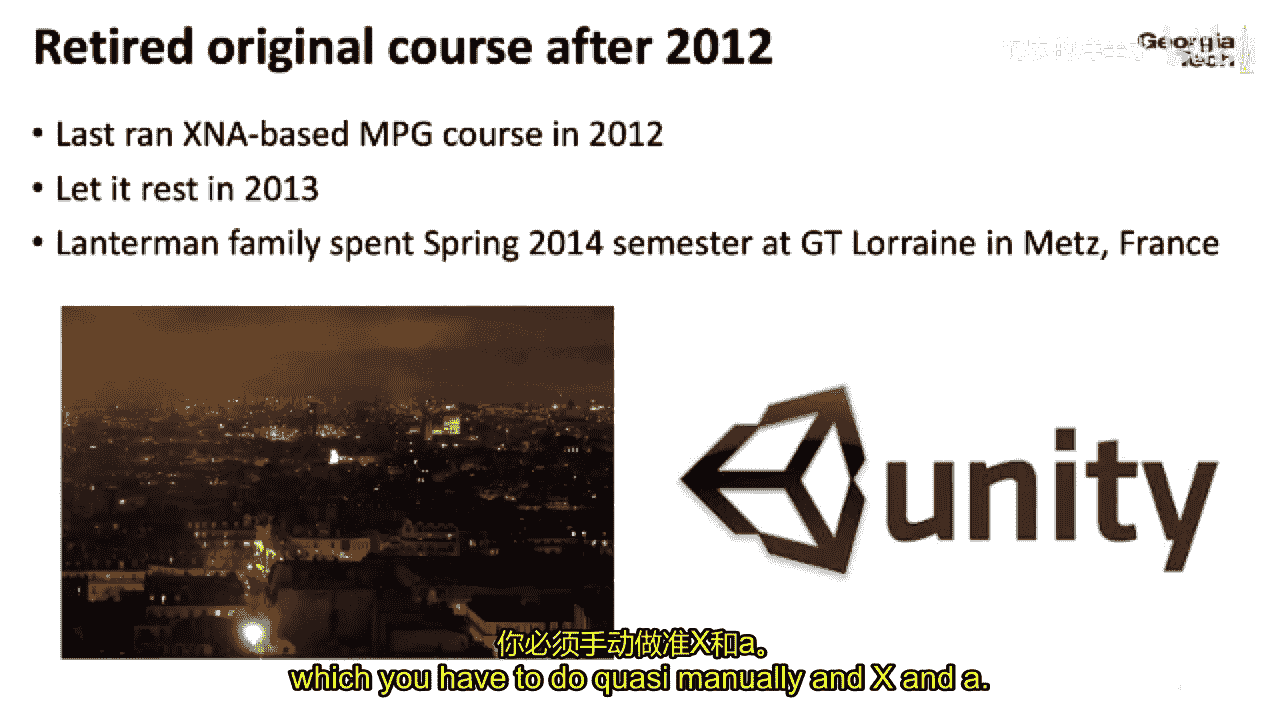 Retired original course after 2012
Georgia
Tech
• Last ran XNA-based MPG course in 2012
• Let it rest in 2013
• Lanterman family spent Spring 2014 semester at GT Lorraine in Metz, France
unity
你必须手动做准X和a。
which you have to do quasi manually and X and a.